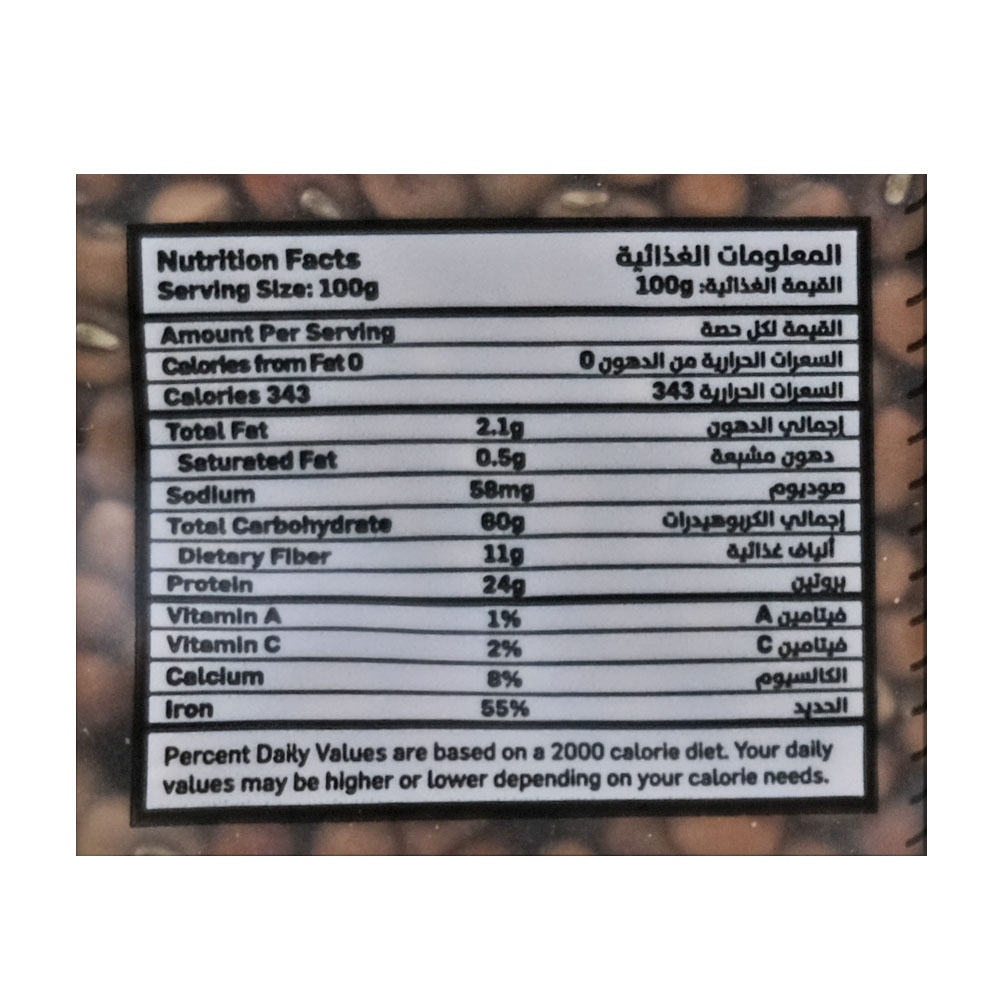 Nutrition Facts المعلومات الغذائية
Serving Size: 100g القيمة الغذائية: 100g
Amount Per Serving القيمة لكل حصة
Calories from Fat 0 السعرات الحرارية من الدهون 0
Calories 343 السعرات الحرارية 343
Total Fat 2.1g إجمالي الدهون
Saturated Fat 0.5g دهون مشبعة
Sodium 58mg صوديوم
Total Carbohydrate 60g إجمالي الكربوهيدرات
Dietary Fiber 11g ألياف غذائية
Protein 24g بروتين
Vitamin A 1% فيتامين A
Vitamin C 2% فيتامين C
Calcium 8% الكالسيوم
Iron 55% الحديد
Percent Daily Values are based on a 2000 calorie diet. Your daily
values may be higher or lower depending on your calorie needs.